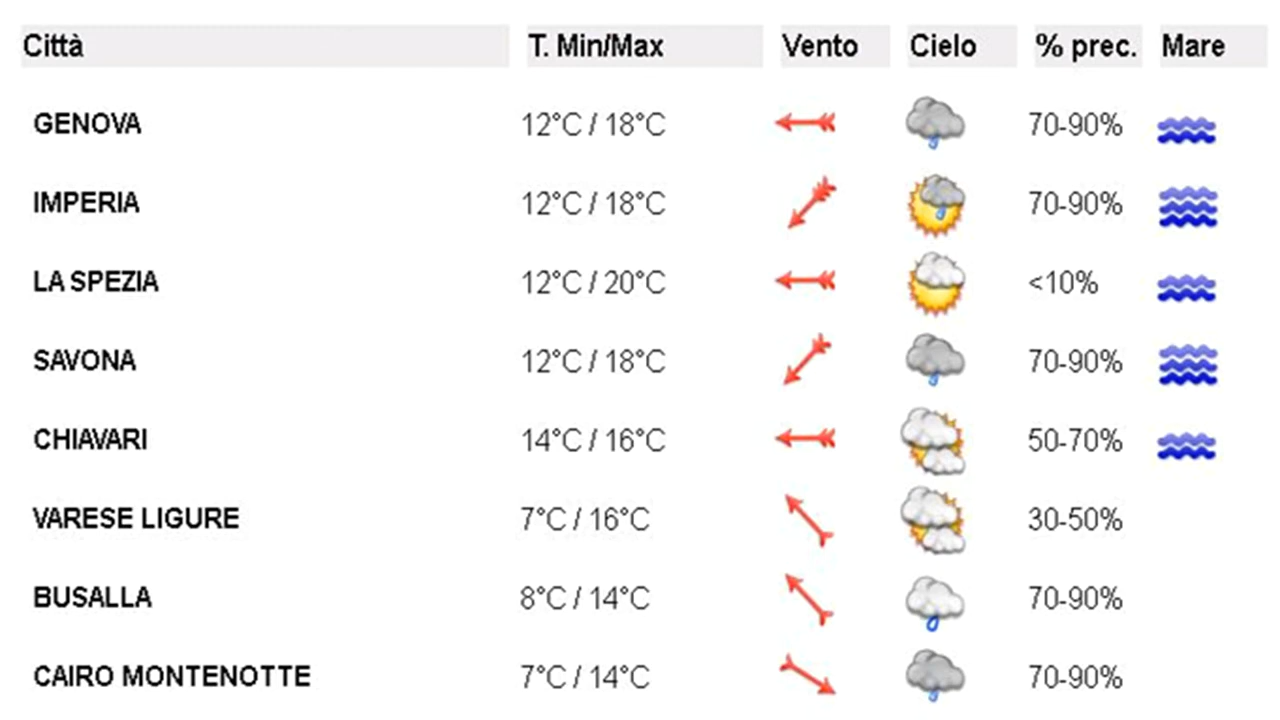 Città T. Min/Max Vento Cielo % prec. Mare
GENOVA 12°C / 18°C 70-90%
IMPERIA 12°C / 18°C 70-90%
LA SPEZIA 12°C / 20°C <10%
SAVONA 12°C / 18°C 70-90%
CHIAVARI 14°C / 16°C 50-70%
VARESE LIGURE 7°C / 16°C 30-50%
BUSALLA 8°C / 14°C 70-90%
CAIRO MONTENOTTE 7°C / 14°C 70-90%